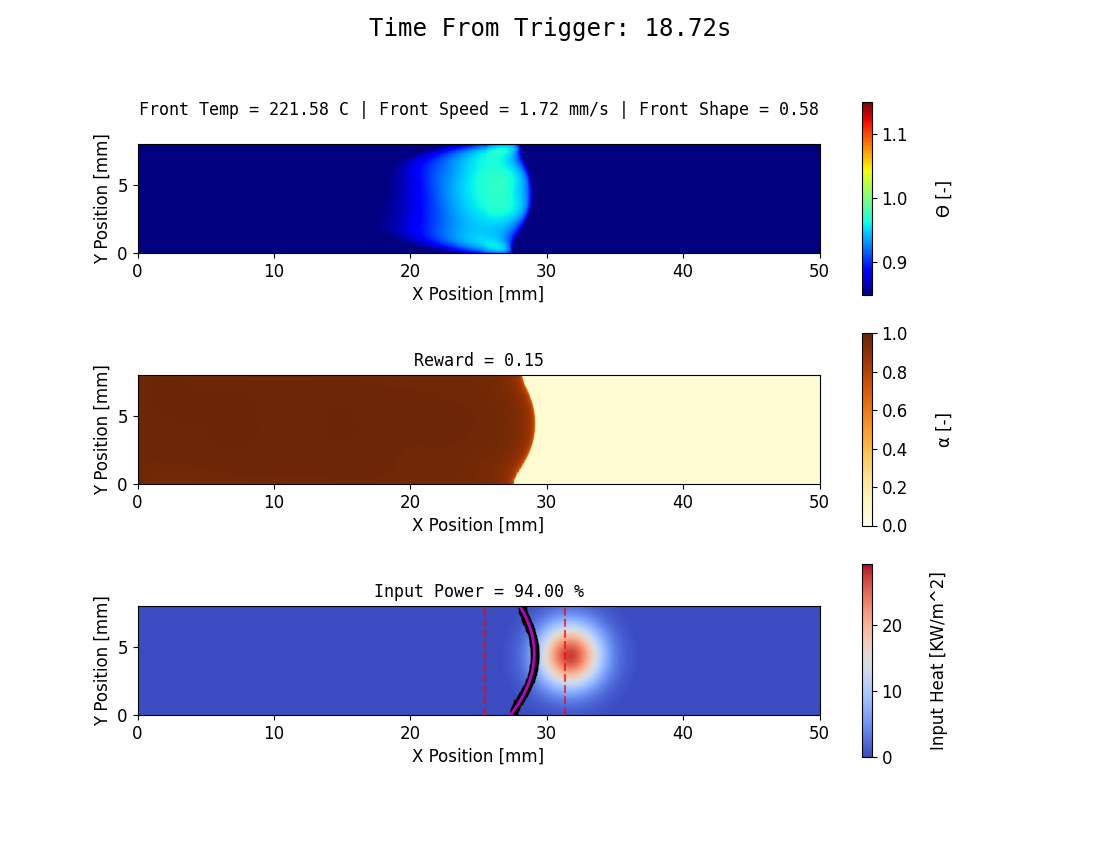 Time From Trigger: 18.72s
Front Temp = 221.58 C | Front Speed = 1.72 mm/s | Front Shape = 0.58
Y Position [mm]
5
0
0 10 20 30 40 50
X Position [mm]
1.1
1.0
0.9
Θ [-]
Reward = 0.15
Y Position [mm]
5
0
0 10 20 30 40 50
X Position [mm]
1.0
0.8
0.6
0.4
0.2
0.0
α [-]
Input Power = 94.00 %
Y Position [mm]
5
0
0 10 20 30 40 50
X Position [mm]
20
10
0
Input Heat [KW/m^2]